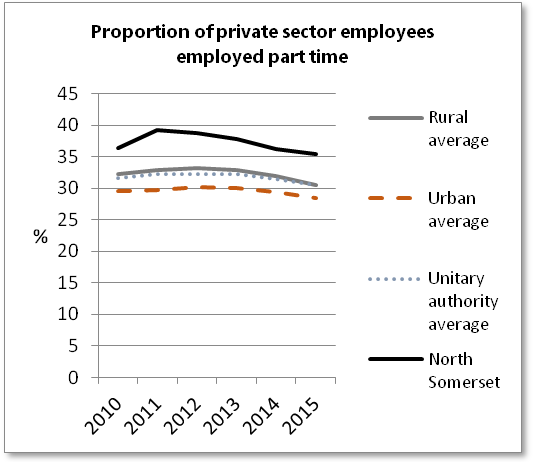 Proportion of private sector employees
employed part time
45
40
35
30
25
20
15
10
5
0
%
2010
2011
2012
2013
2014
2015
Rural
average
Urban
average
Unitary
authority
average
North
Somerset